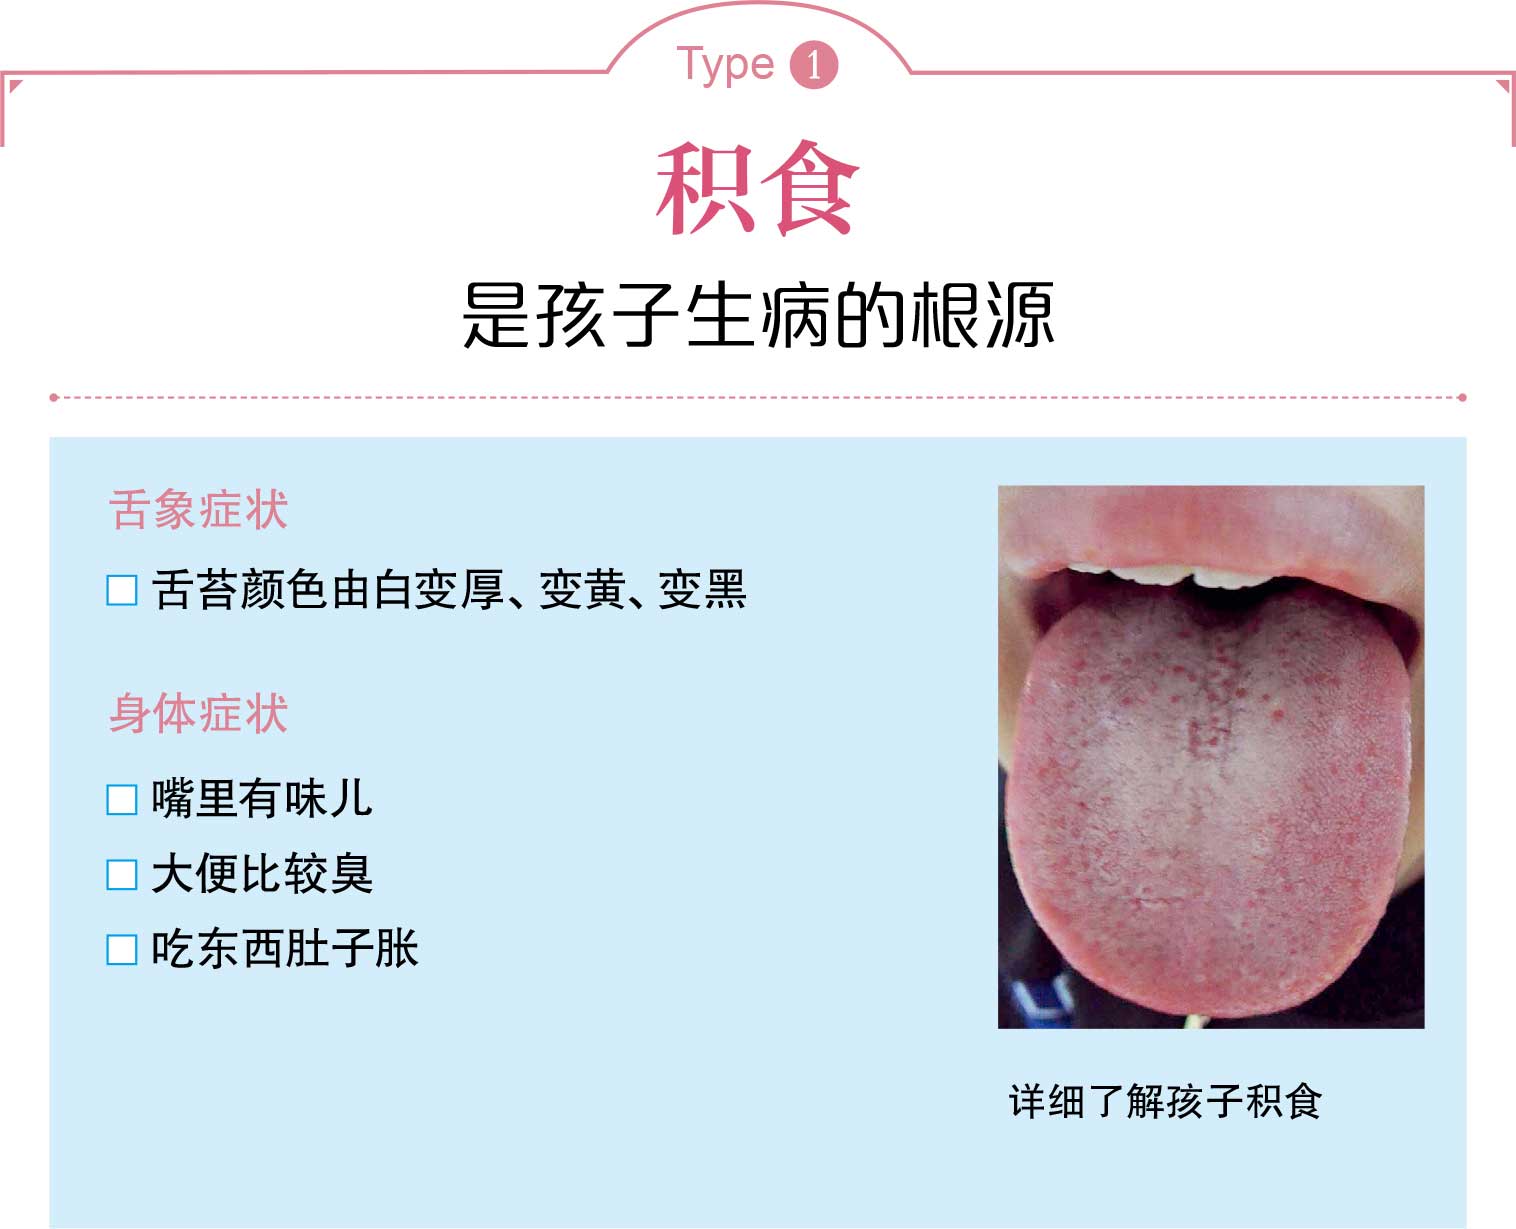 Type 1
积食
是孩子生病的根源
舌象症状
舌苔颜色由白变厚、变黄、变黑
身体症状
嘴里有味儿
大便比较臭
吃东西肚子胀
详细了解孩子积食